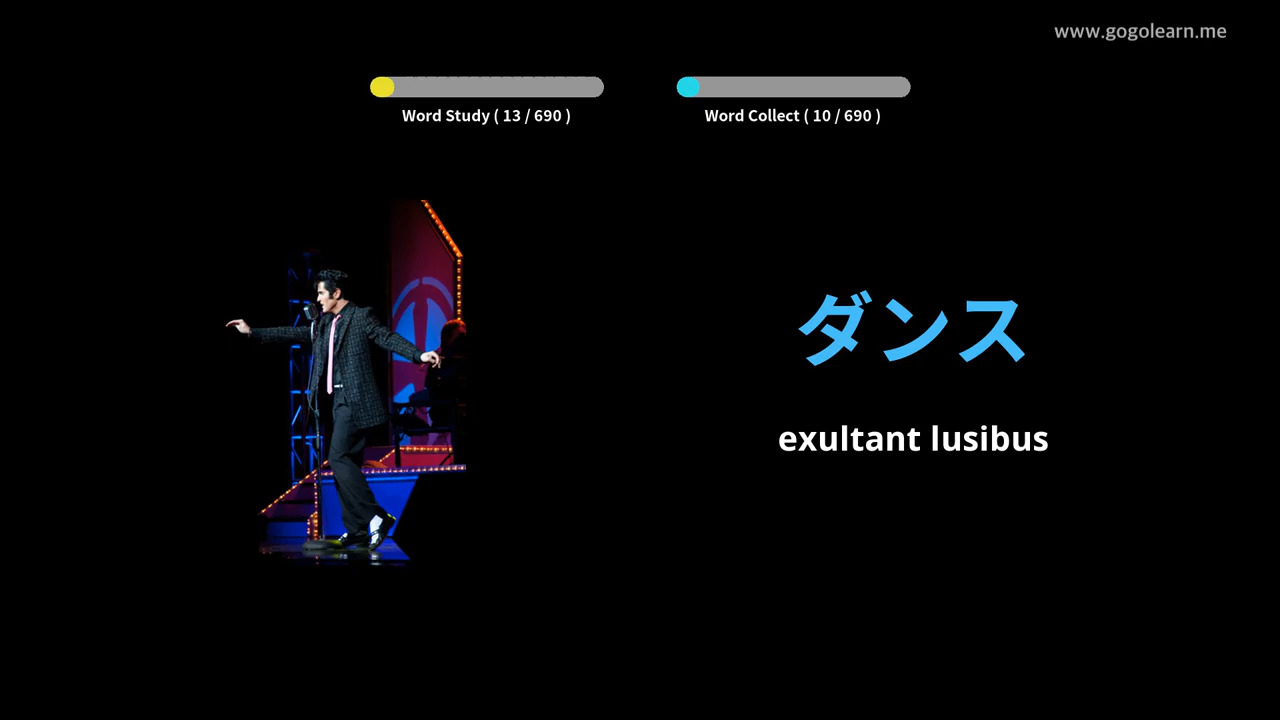 www.gogolearn.me
Word Study ( 13 / 690 )
Word Collect ( 10 / 690 )
ダンス
exultant lusibus